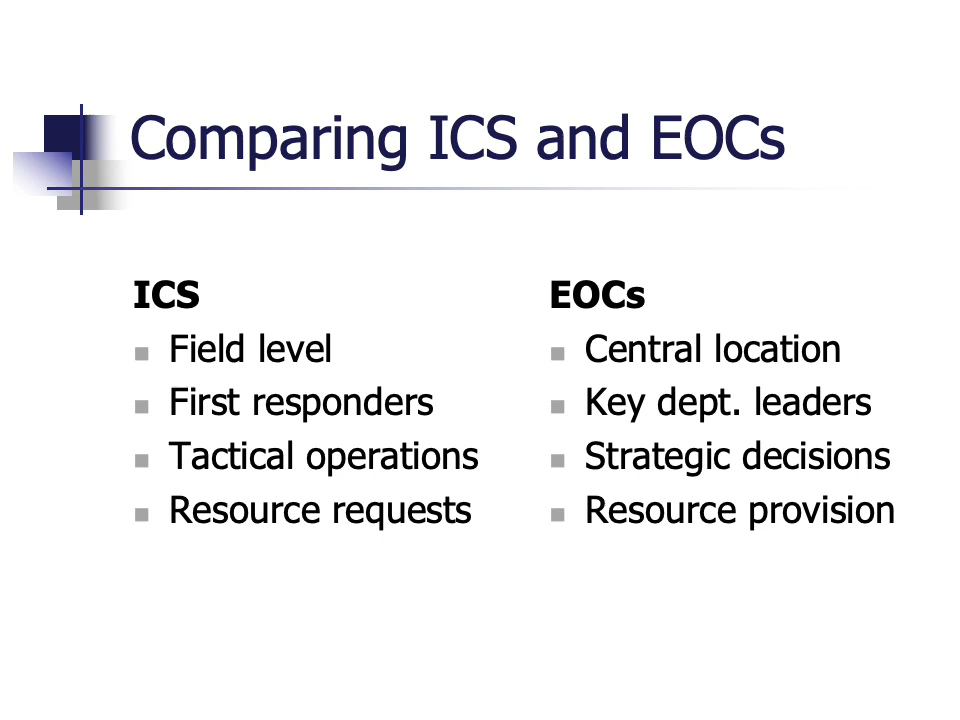 Comparing ICS and EOCs
ICS
Field level
First responders
Tactical operations
Resource requests
EOCs
Central location
Key dept. leaders
Strategic decisions
Resource provision